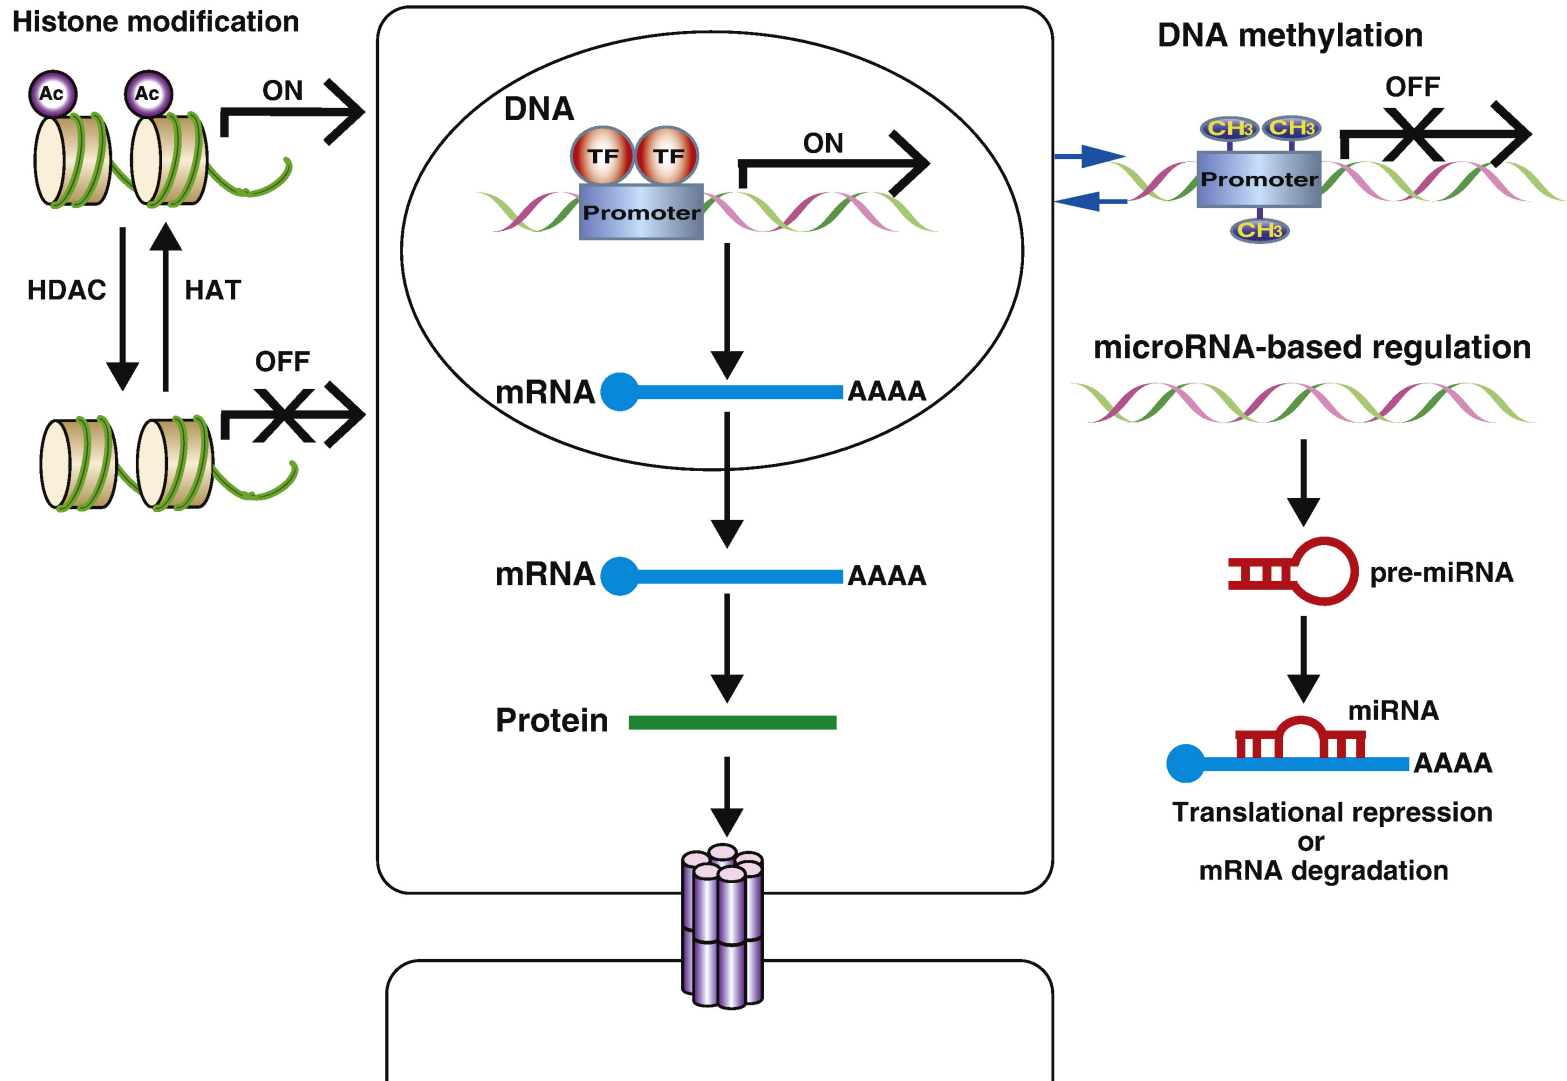 Histone modification
Ac
Ac
ON
HDAC
HAT
OFF
DNA
TF
TF
ON
Promoter
mRNA
AAAA
mRNA
AAAA
Protein
DNA methylation
OFF
CH3
CH3
Promoter
CH3
microRNA-based regulation
pre-miRNA
miRNA
AAAA
Translational repression
or
mRNA degradation